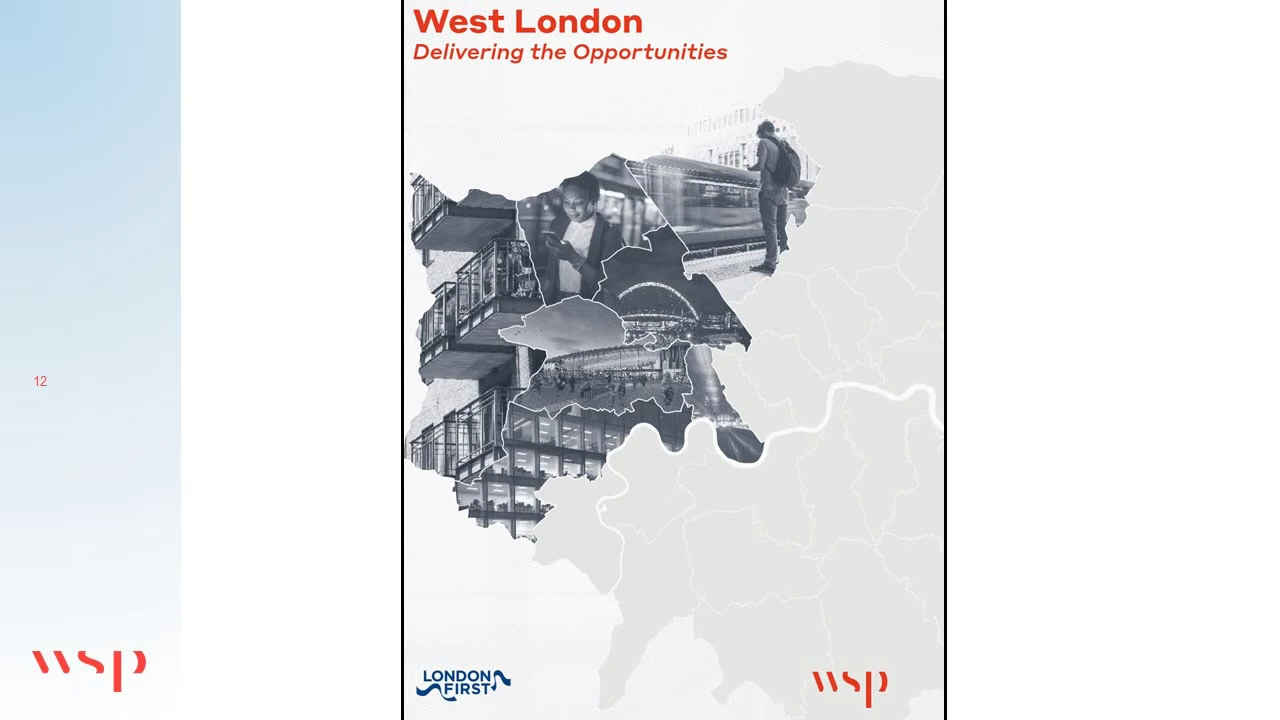 West London
Delivering the Opportunities
12
wsp
LONDON
FIRST
wsp